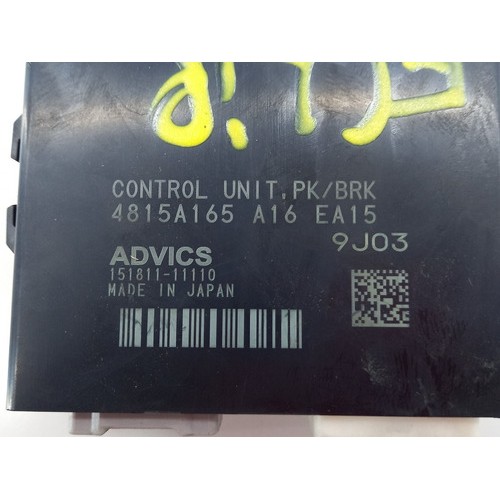 CONTROL UNIT,PK/BRK
4815A165 A16 EA15
9J03
ADVICS
151811-11110
MADE IN JAPAN